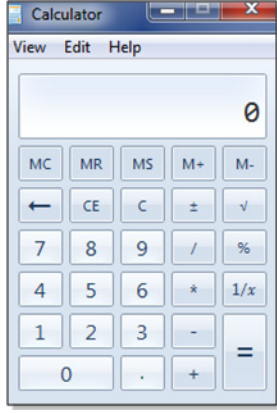 Calculator
View Edit Help
0
MC MR MS M+ M-
← CE C ± √
7 8 9 / %
4 5 6 * 1/x
1 2 3 - =
0 . +